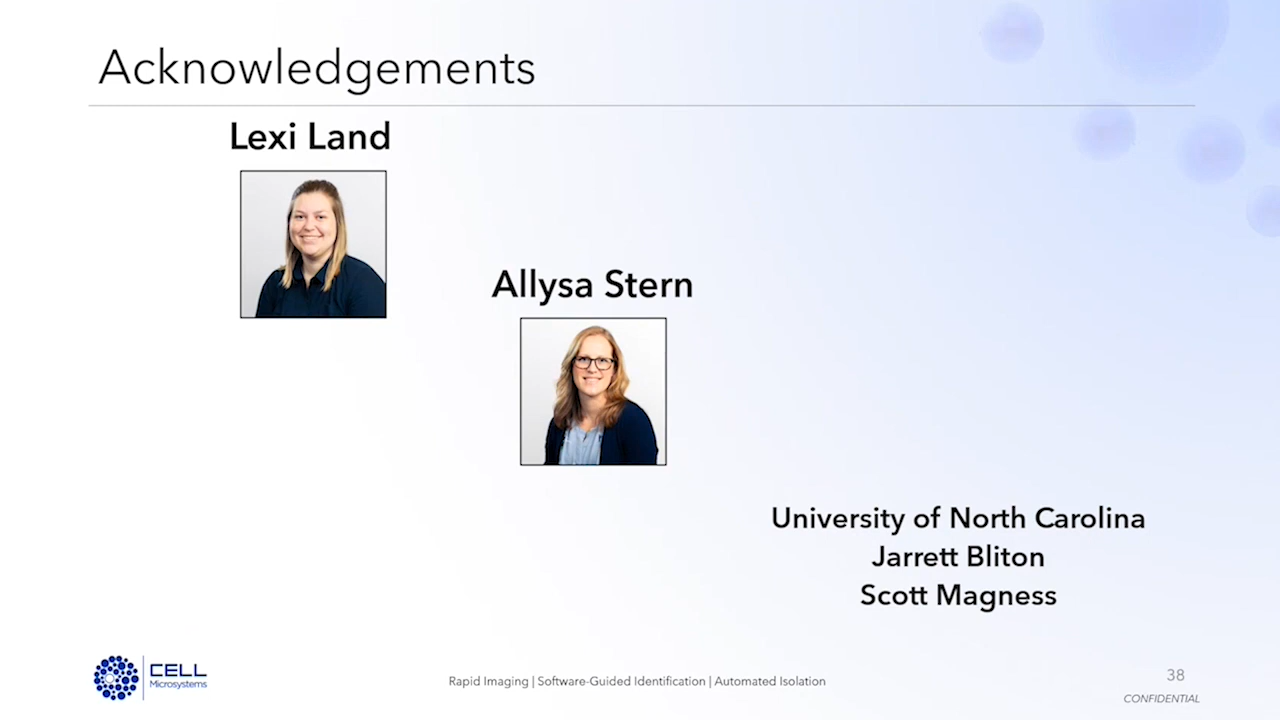 Acknowledgements
Lexi Land
Allysa Stern
University of North Carolina
Jarrett Bliton
Scott Magness
CELL
Microsystems
Rapid Imaging | Software-Guided Identification | Automated Isolation
38
CONFIDENTIAL